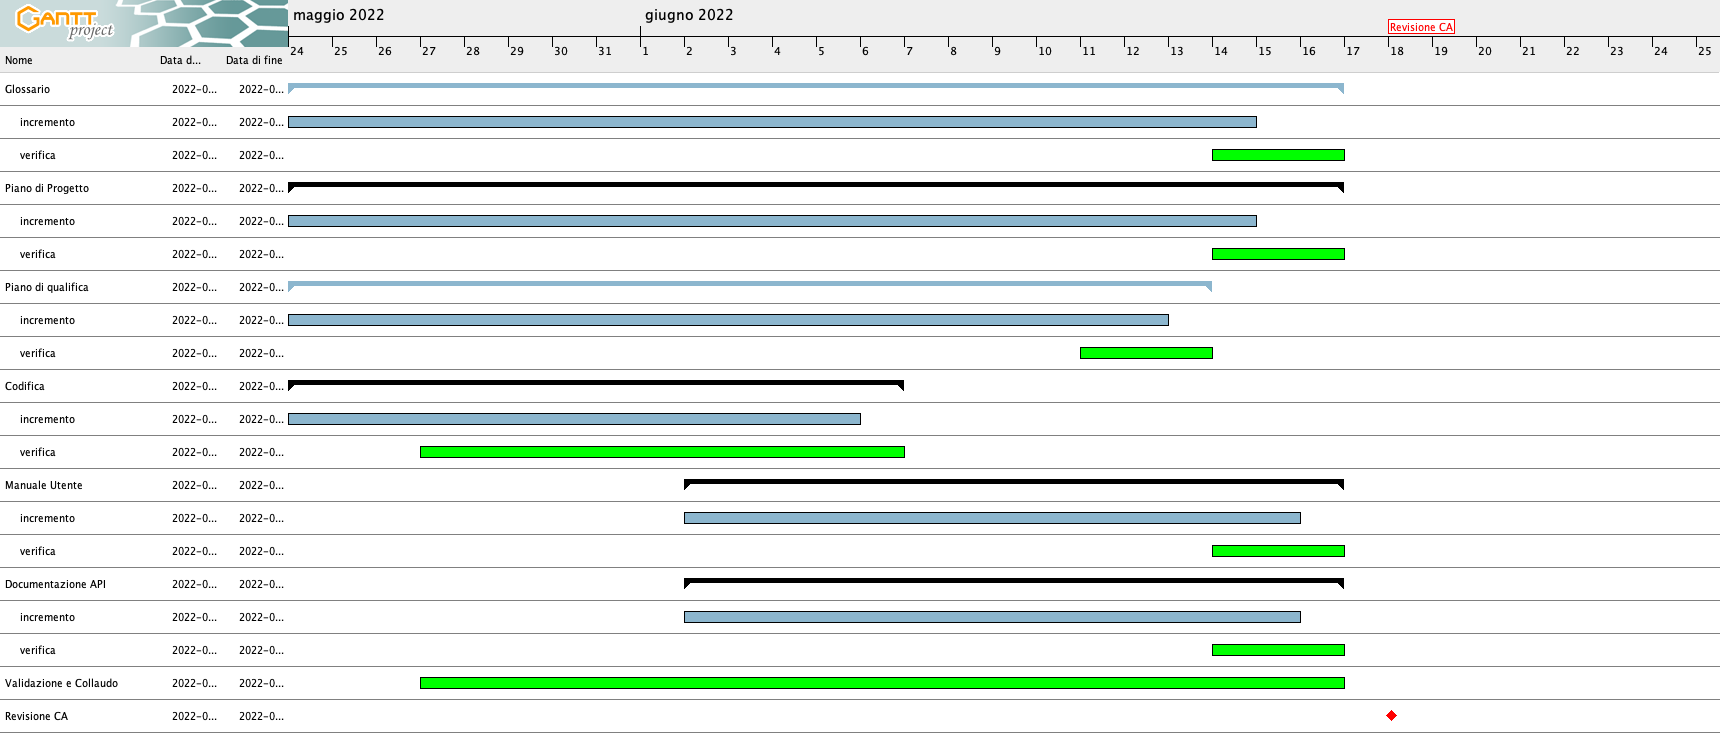 GANTT
project
maggio 2022
giugno 2022
Revisione CA
24 25 26 27 28 29 30 31 1 2 3 4 5 6 7 8 9 10 11 12 13 14 15 16 17 18 19 20 21 22 23 24 25
Nome Data d... Data di fine
Glossario 2022-0... 2022-0...
incremento 2022-0... 2022-0...
verifica 2022-0... 2022-0...
Piano di Progetto 2022-0... 2022-0...
incremento 2022-0... 2022-0...
verifica 2022-0... 2022-0...
Piano di qualifica 2022-0... 2022-0...
incremento 2022-0... 2022-0...
verifica 2022-0... 2022-0...
Codifica 2022-0... 2022-0...
incremento 2022-0... 2022-0...
verifica 2022-0... 2022-0...
Manuale Utente 2022-0... 2022-0...
incremento 2022-0... 2022-0...
verifica 2022-0... 2022-0...
Documentazione API 2022-0... 2022-0...
incremento 2022-0... 2022-0...
verifica 2022-0... 2022-0...
Validazione e Collaudo 2022-0... 2022-0...
Revisione CA 2022-0... 2022-0...